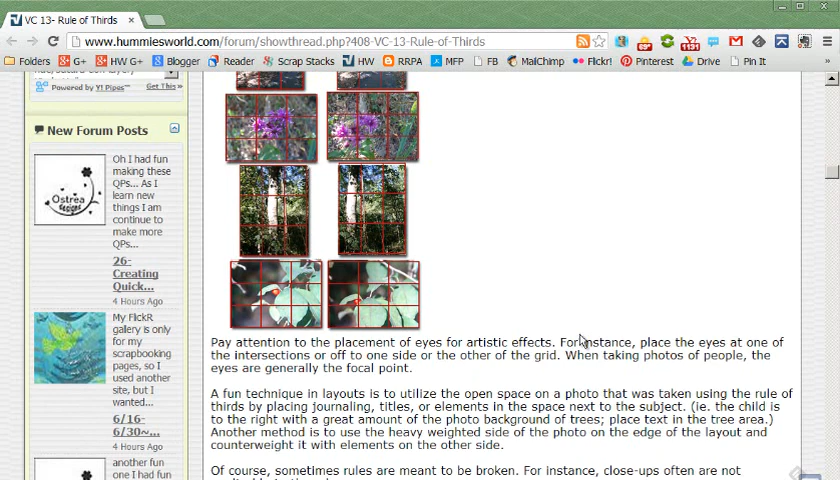 VC 13- Rule of Thirds
www.hummiesworld.com/forum/showthread.php?408-VC-13-Rule-of-Thirds
Folders G+ HW G+ Blogger Reader Scrap Stacks HW RRPA MFP FB MailChimp Flickr! Pinterest Drive Pin It
Powered by Y! Pipes™ Get This »
New Forum Posts
Oh I had fun
making these
QPs... As I
learn new
things I am
continue to
make more
QPs...
Ostrea
designs
26-
Creating
Quick...
4 Hours Ago
My FlickR
gallery is only
for my
scrapbooking
pages, so I
used another
site, but I
wanted...
6/16-
6/30~...
4 Hours Ago
another fun
one I had fun
Pay attention to the placement of eyes for artistic effects. For instance, place the eyes at one of
the intersections or off to one side or the other of the grid. When taking photos of people, the
eyes are generally the focal point.
A fun technique in layouts is to utilize the open space on a photo that was taken using the rule of
thirds by placing journaling, titles, or elements in the space next to the subject. (ie. the child is
to the right with a great amount of the photo background of trees; place text in the tree area.)
Another method is to use the heavy weighted side of the photo on the edge of the layout and
counterweight it with elements on the other side.
Of course, sometimes rules are meant to be broken. For instance, close-ups often are not